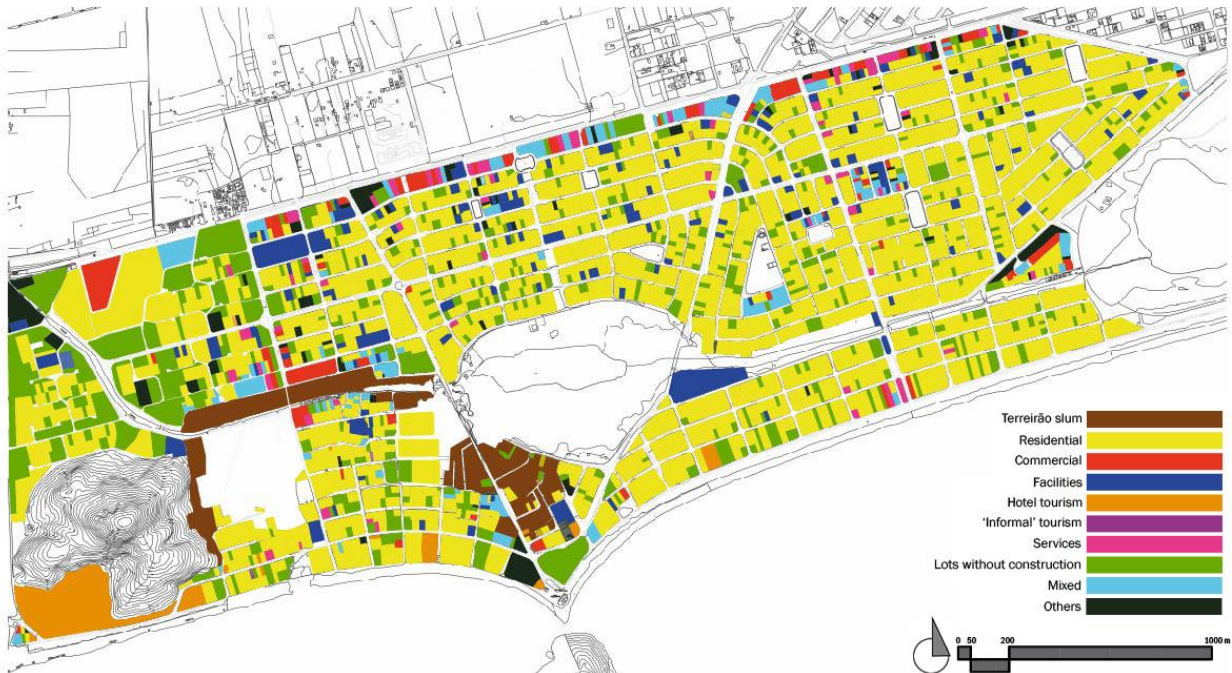 Terreirão slum
Residential
Commercial
Facilities
Hotel tourism
‘Informal’ tourism
Services
Lots without construction
Mixed
Others
0 50 200 1000 m